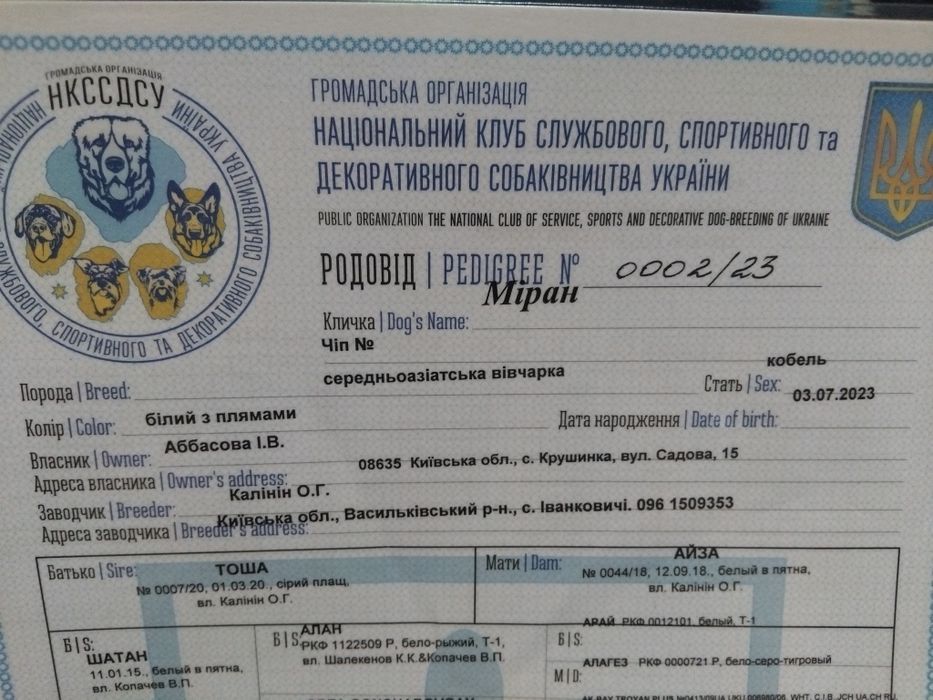 ГРОМАДСЬКА ОРГАНІЗАЦІЯ
НКССДСУ
ГРОМАДСЬКА ОРГАНІЗАЦІЯ
НАЦІОНАЛЬНИЙ КЛУБ СЛУЖБОВОГО, СПОРТИВНОГО та
ДЕКОРАТИВНОГО СОБАКІВНИЦТВА УКРАЇНИ
PUBLIC ORGANIZATION THE NATIONAL CLUB OF SERVICE, SPORTS AND DECORATIVE DOG-BREEDING OF UKRAINE
СЛУЖБОВОГО, СПОРТИВНОГО ТА ДЕКОРАТИВНОГО СОБАКІВНИЦТВА УКРАЇНИ
РОДОВІД | PEDIGREE № 0002/23
Міран
Кличка | Dog's Name:
Чіп №
середньоазіатська вівчарка
кобель
Порода | Breed:
Стать | Sex:
03.07.2023
білий з плямами
Колір | Color:
Дата народження | Date of birth:
Аббасова І.В.
Власник | Owner:
08635 Київська обл., с. Крушинка, вул. Садова, 15
Адреса власника | Owner's address:
Калінін О.Г.
Заводчик | Breeder:
Київська обл., Васильківський р-н., с. Іванковичі. 096 1509353
Адреса заводчика | Breeder's address:
Батько | Sire:
ТОША
№ 0007/20, 01.03.20., сірий плащ,
вл. Калінін О.Г.
Мати | Dam:
АЙЗА
№ 0044/18, 12.09.18., белый в пятна,
вл. Калінін О.Г.
Б | S:
ШАТАН
11.01.15., белый в пятна,
вл. Копачев В.П.
Б | S:
АЛАН
РКФ 1122509 Р, бело-рыжий, Т-1,
вл. Шалекенов К.К.&Копачев В.П.
АРАЙ РКФ 0012101, белый, Т-1
Б | S:
АЛАГЕЗ РКФ 0000721 Р, бело-серо-тигровый
М | D: